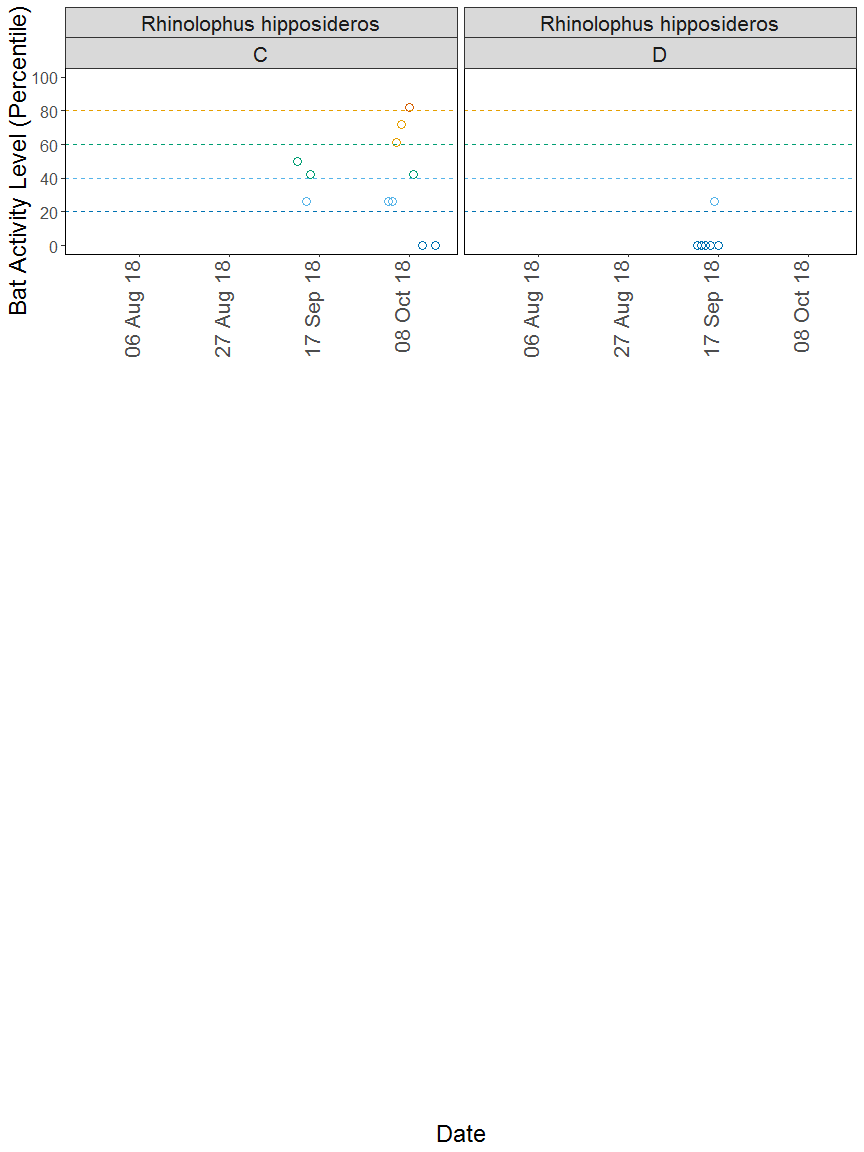 Rhinolophus hipposideros
Rhinolophus hipposideros
C
D
Bat Activity Level (Percentile)
100
80
60
40
20
0
06 Aug 18
27 Aug 18
17 Sep 18
08 Oct 18
06 Aug 18
27 Aug 18
17 Sep 18
08 Oct 18
Date